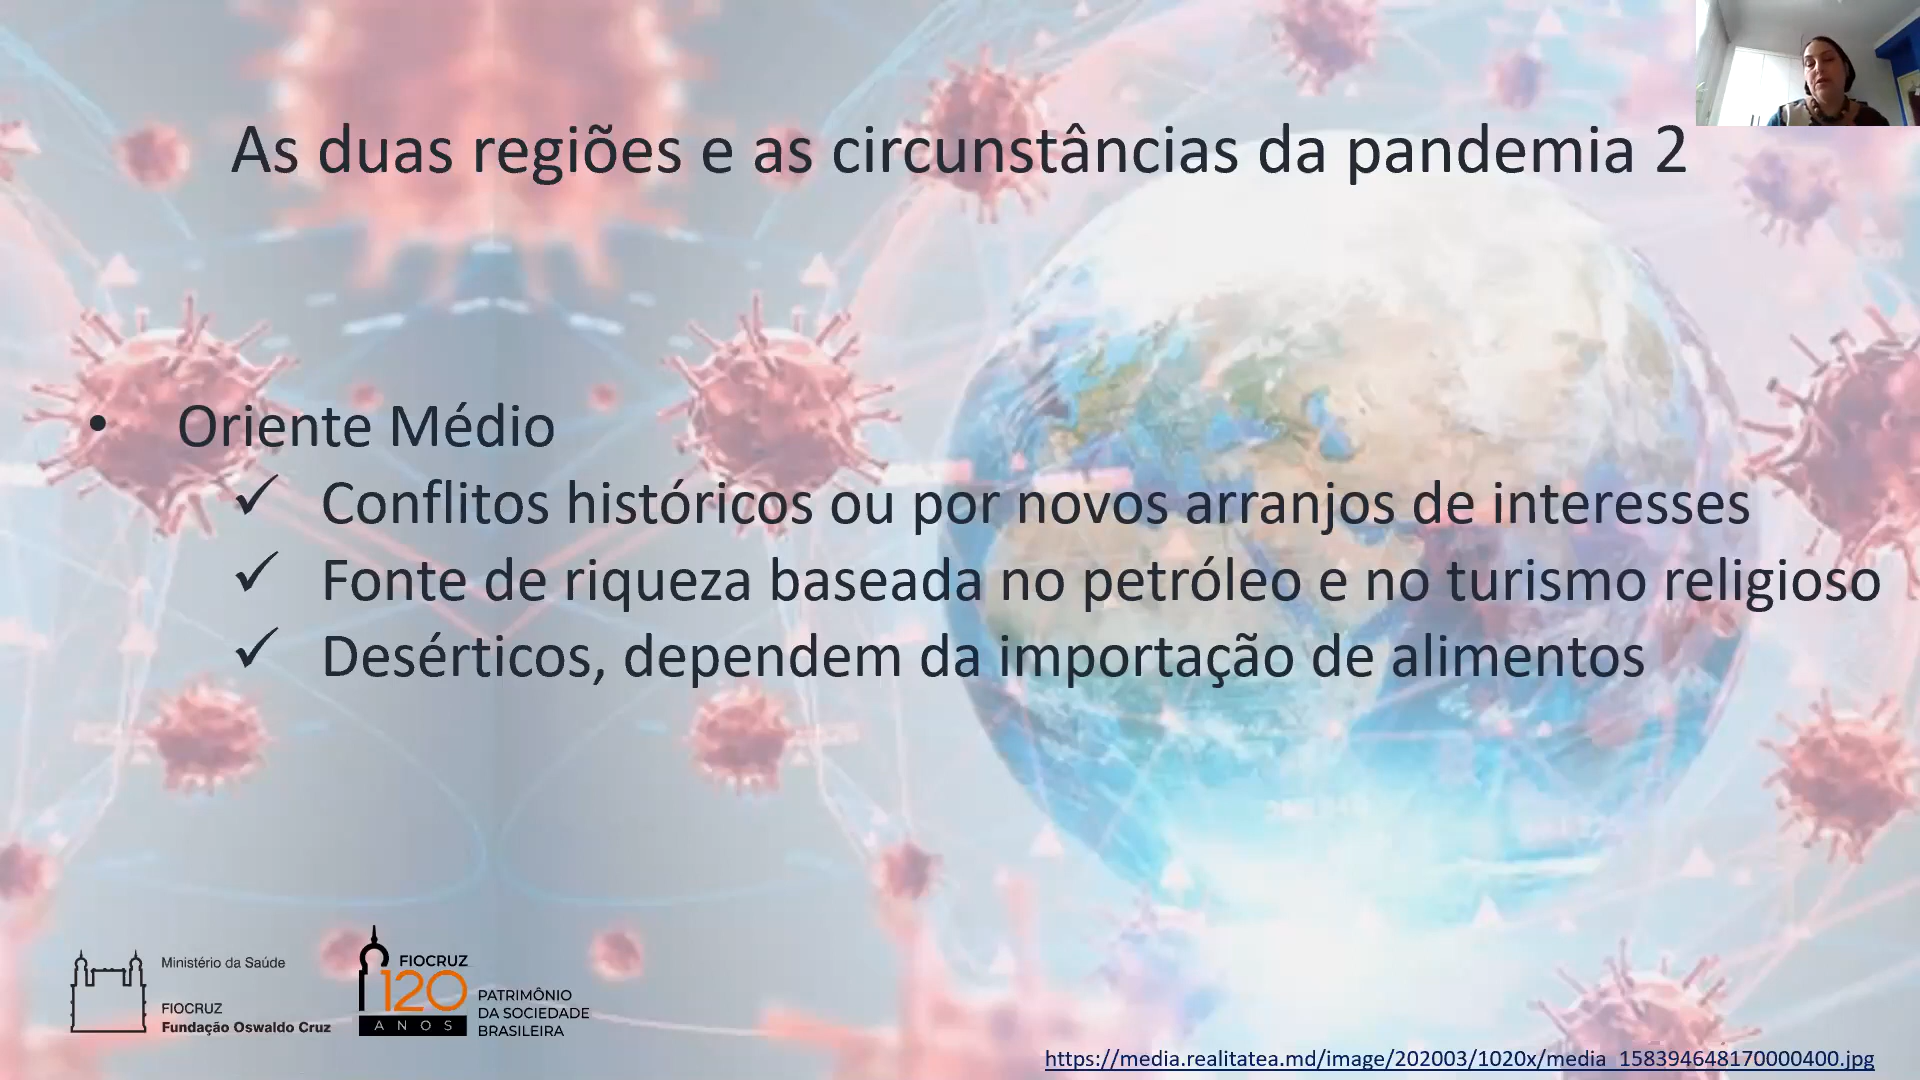 As duas regiões e as circunstâncias da pandemia 2
• Oriente Médio
✓ Conflitos históricos ou por novos arranjos de interesses
✓ Fonte de riqueza baseada no petróleo e no turismo religioso
✓ Desérticos, dependem da importação de alimentos
Ministério da Saúde
FIOCRUZ
Fundação Oswaldo Cruz
FIOCRUZ
120
ANOS
PATRIMÔNIO
DA SOCIEDADE
BRASILEIRA
https://media.realitatea.md/image/202003/1020x/media_158394648170000400.jpg